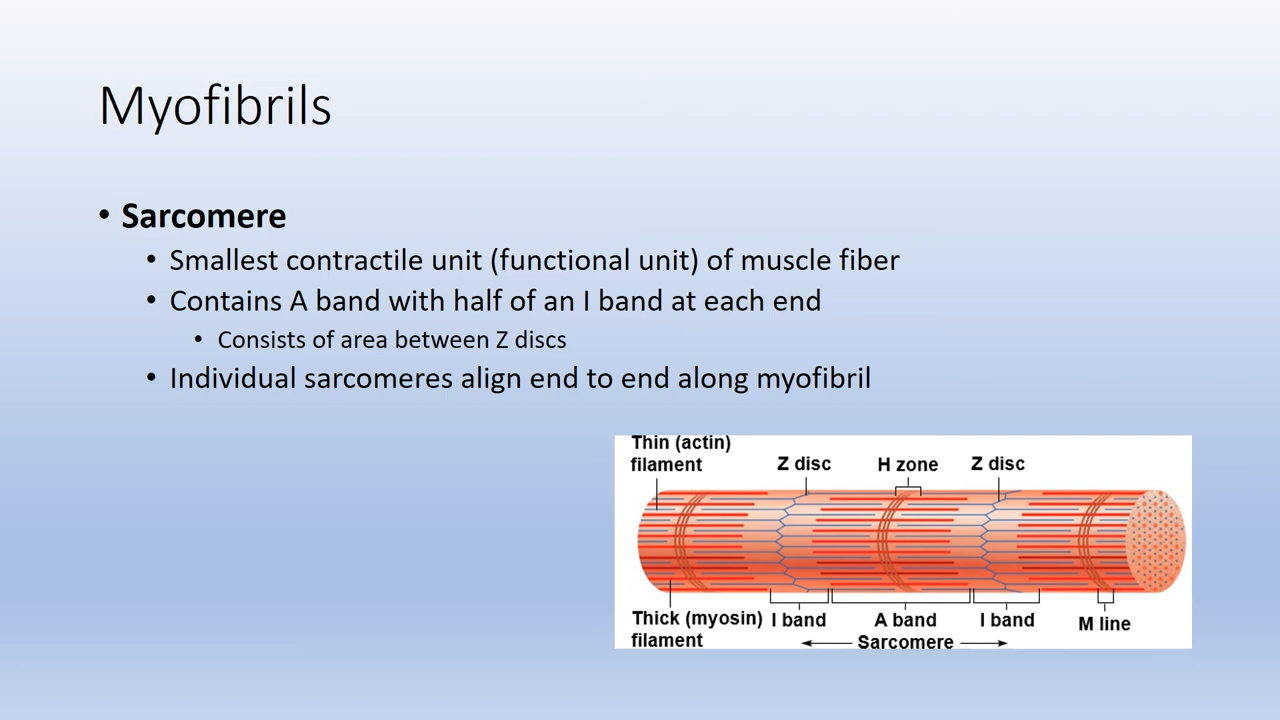 Myofibrils
• Sarcomere
• Smallest contractile unit (functional unit) of muscle fiber
• Contains A band with half of an I band at each end
• Consists of area between Z discs
• Individual sarcomeres align end to end along myofibril
Thin (actin)
filament
Z disc
H zone
Z disc
Thick (myosin)
filament
I band
A band
I band
M line
Sarcomere